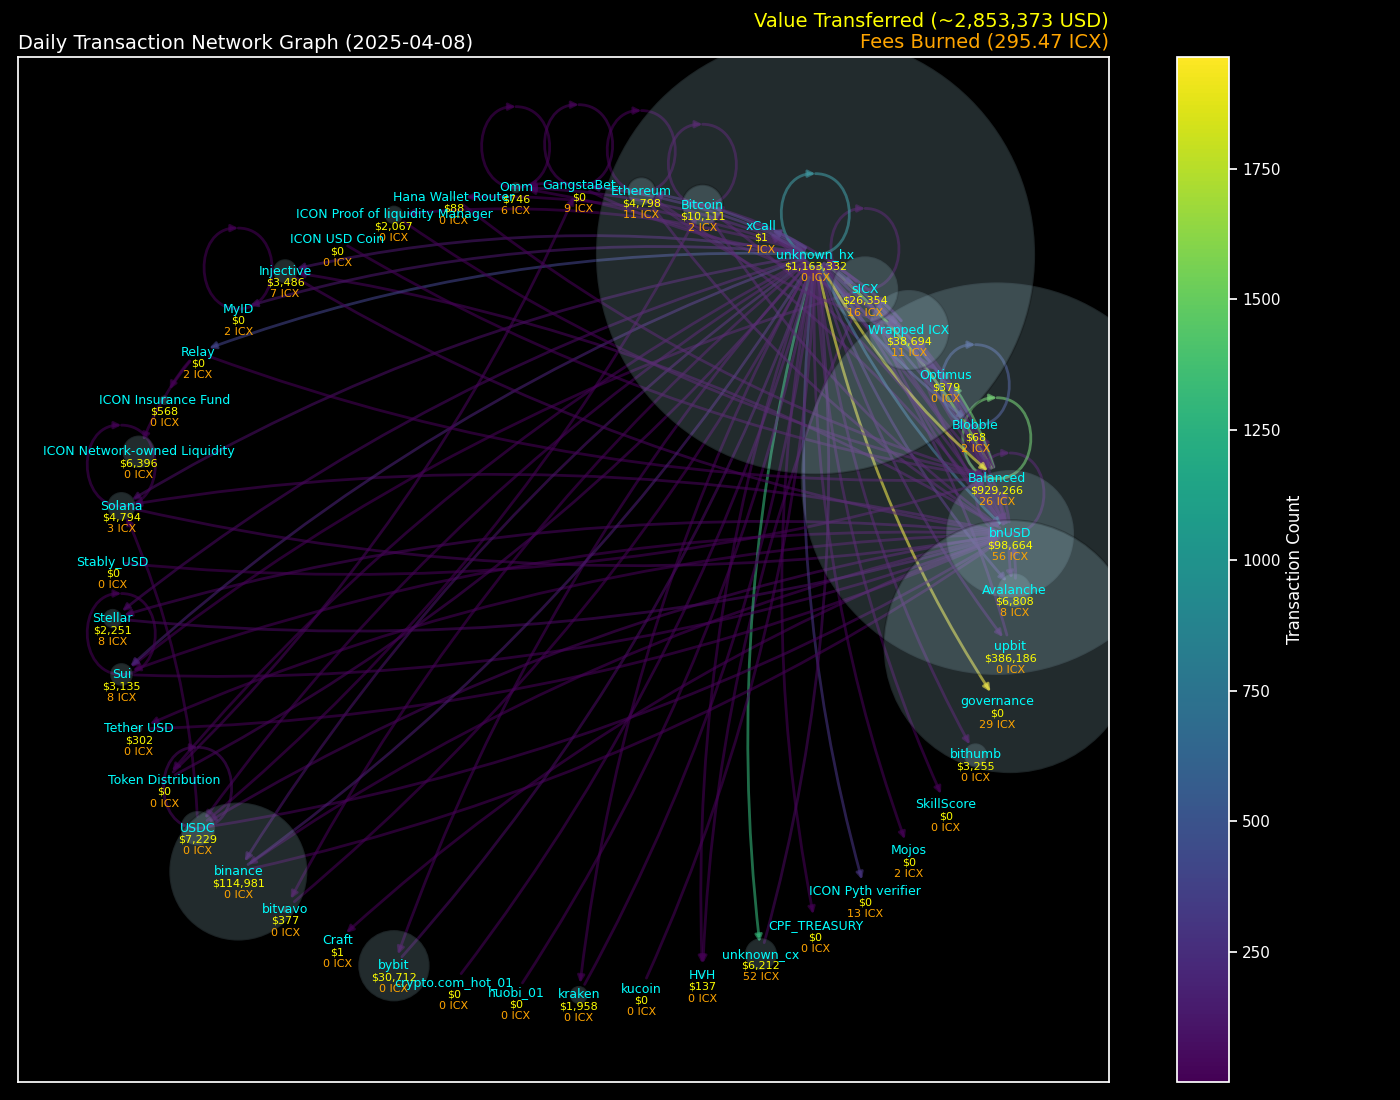 Value Transferred (~2,853,373 USD)
Daily Transaction Network Graph (2025-04-08)
Fees Burned (295.47 ICX)
Omm
$746
6 ICX
GangstaBet
$0
9 ICX
Ethereum
$4,798
11 ICX
Bitcoin
$10,111
2 ICX
Hana Wallet Router
$88
0 ICX
ICON Proof of liquidity Manager
$2,067
0 ICX
xCall
$1
7 ICX
ICON USD Coin
$0
0 ICX
unknown_hx
$1,163,332
0 ICX
Injective
$3,486
7 ICX
sICX
$26,354
16 ICX
MyID
$0
2 ICX
Wrapped ICX
$38,694
11 ICX
Relay
$0
2 ICX
Optimus
$379
0 ICX
ICON Insurance Fund
$568
0 ICX
Blobble
$68
2 ICX
ICON Network-owned Liquidity
$6,396
0 ICX
Balanced
$929,266
26 ICX
Solana
$4,794
3 ICX
bnUSD
$98,664
56 ICX
Stably_USD
$0
0 ICX
Avalanche
$6,808
8 ICX
Stellar
$2,251
8 ICX
upbit
$386,186
0 ICX
Sui
$3,135
8 ICX
governance
$0
29 ICX
Tether USD
$302
0 ICX
bithumb
$3,255
0 ICX
Token Distribution
$0
0 ICX
SkillScore
$0
0 ICX
USDC
$7,229
0 ICX
Mojos
$0
2 ICX
binance
$114,981
0 ICX
ICON Pyth verifier
$0
13 ICX
bitvavo
$377
0 ICX
CPF_TREASURY
$0
0 ICX
Craft
$1
0 ICX
unknown_cx
$6,212
52 ICX
bybit
$30,712
0 ICX
HVH
$137
0 ICX
crypto.com_hot_01
$0
0 ICX
huobi_01
$0
0 ICX
kraken
$1,958
0 ICX
kucoin
$0
0 ICX
1750
1500
1250
1000
750
500
250
Transaction Count